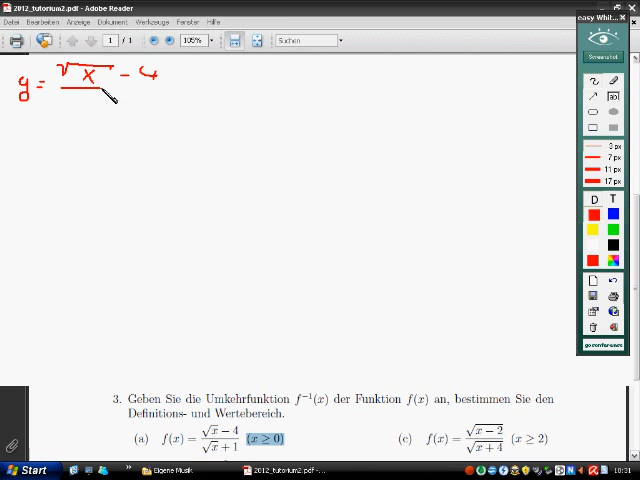 2012_tutorium2.pdf - Adobe Reader
easy Whit...
Datei Bearbeiten Anzeige Dokument Werkzeuge Fenster Hilfe
1 / 1 105% Suchen
Screenshot
y = √x - 4
ab|
3 px
7 px
11 px
17 px
D T
goconference
3. Geben Sie die Umkehrfunktion f⁻¹(x) der Funktion f(x) an, bestimmen Sie den
Definitions- und Wertebereich.
(a) f(x) = (√x − 4)/(√x + 1) (x ≥ 0) (c) f(x) = √(x − 2)/√(x + 4) (x ≥ 2)
Start Eigene Musik 2012_tutorium2.pdf -... 10:31